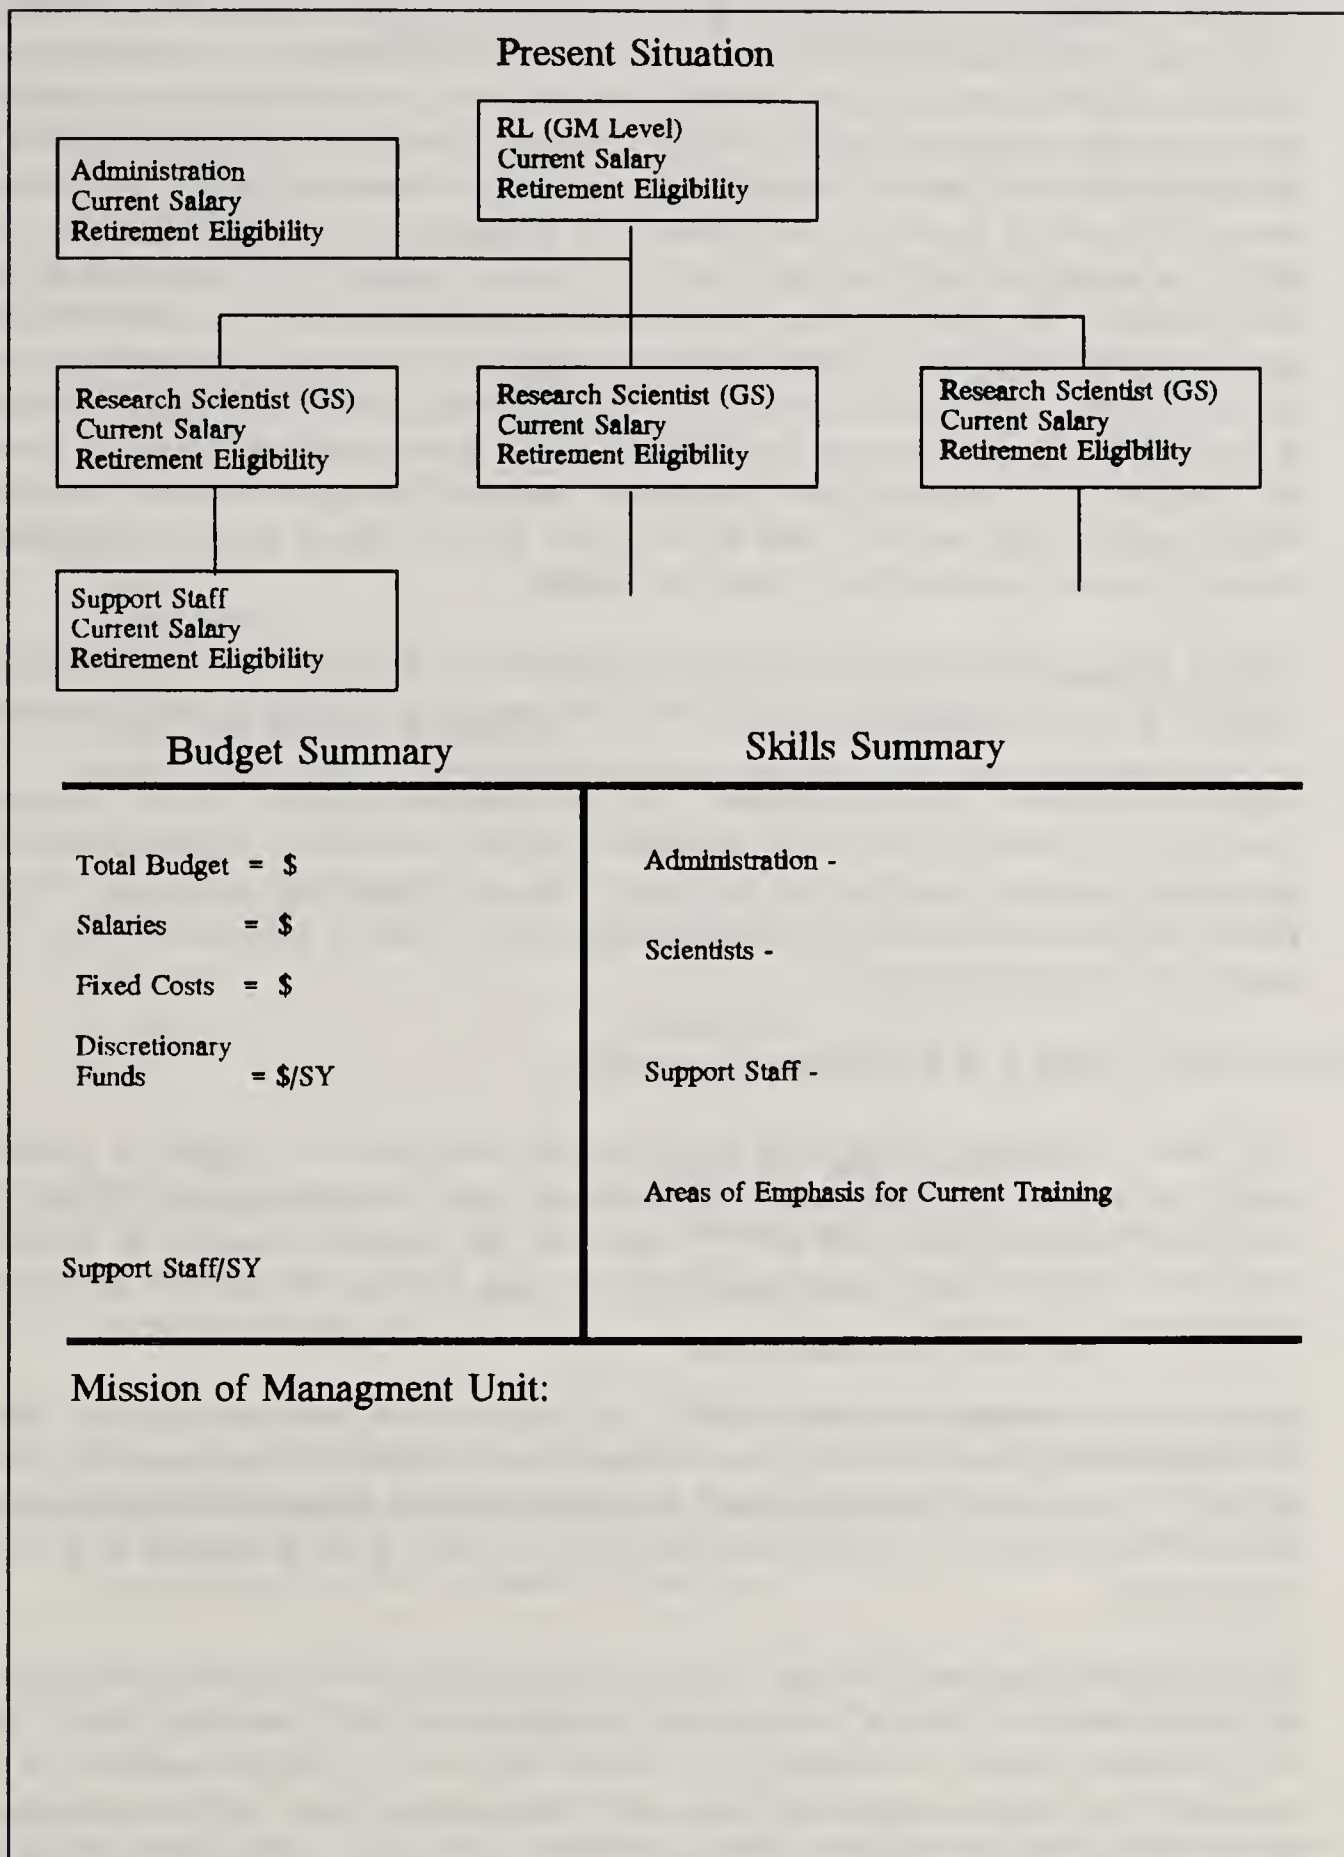 Present Situation
RL (GM Level)
Current Salary
Retirement Eligibility
Administration
Current Salary
Retirement Eligibility
Research Scientist (GS)
Current Salary
Retirement Eligibility
Research Scientist (GS)
Current Salary
Retirement Eligibility
Research Scientist (GS)
Current Salary
Retirement Eligibility
Support Staff
Current Salary
Retirement Eligibility
Budget Summary
Total Budget = $
Salaries = $
Fixed Costs = $
Discretionary
Funds = $/SY
Support Staff/SY
Skills Summary
Administration -
Scientists -
Support Staff -
Areas of Emphasis for Current Training
Mission of Managment Unit: